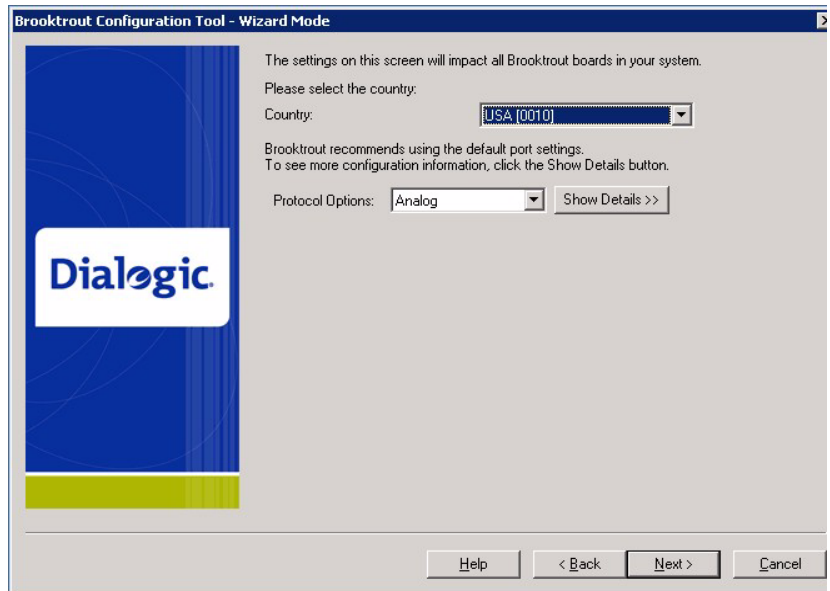 Brooktrout Configuration Tool - Wizard Mode
The settings on this screen will impact all Brooktrout boards in your system.
Please select the country:
Country: USA [0010]
Brooktrout recommends using the default port settings.
To see more configuration information, click the Show Details button.
Protocol Options: Analog Show Details >>
Dialogic.
Help < Back Next > Cancel